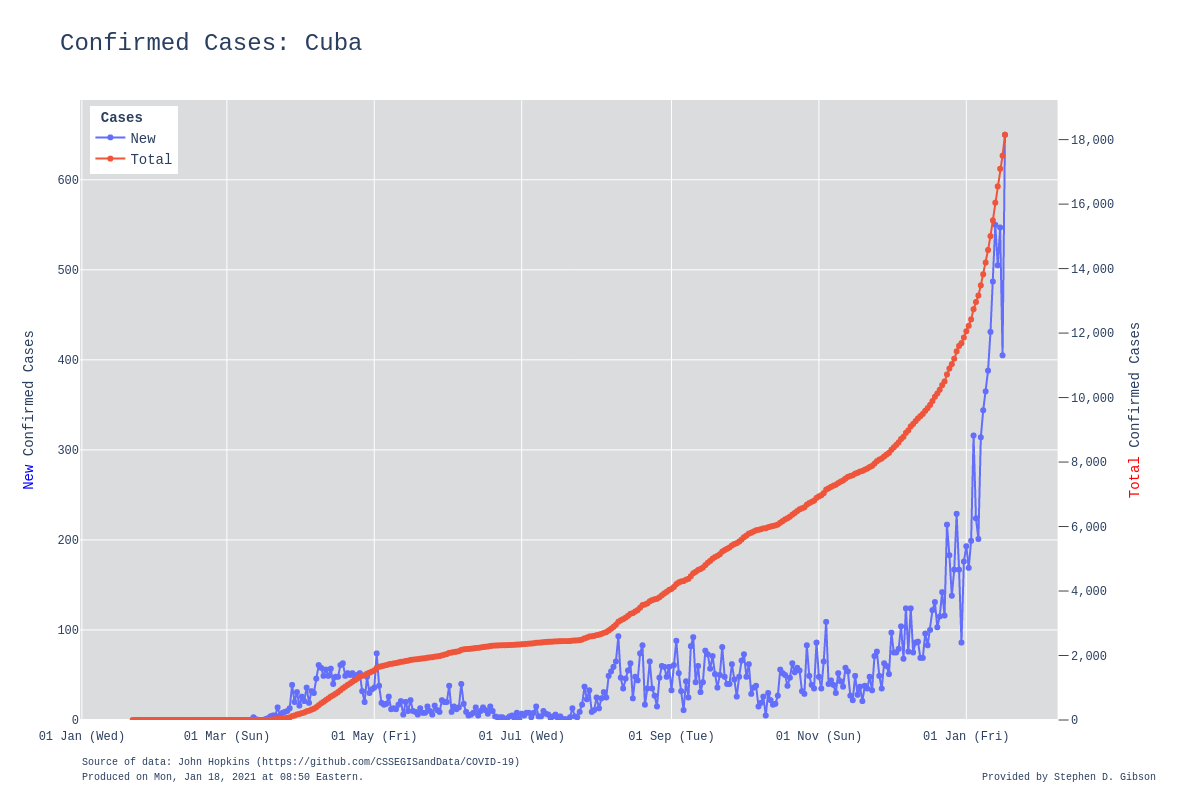 Confirmed Cases: Cuba
Cases
New
Total
600
500
400
300
200
100
0
New Confirmed Cases
18,000
16,000
14,000
12,000
10,000
8,000
6,000
4,000
2,000
0
Total Confirmed Cases
01 Jan (Wed) 01 Mar (Sun) 01 May (Fri) 01 Jul (Wed) 01 Sep (Tue) 01 Nov (Sun) 01 Jan (Fri)
Source of data: John Hopkins (https://github.com/CSSEGISandData/COVID-19)
Produced on Mon, Jan 18, 2021 at 08:50 Eastern.
Provided by Stephen D. Gibson